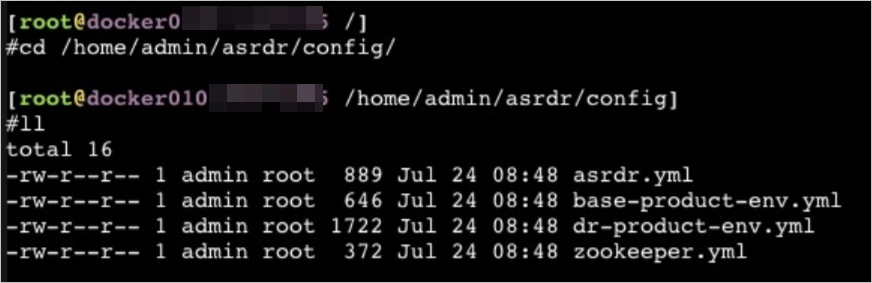 [root@docker0 5 /]
#cd /home/admin/asrdr/config/
[root@docker010 5 /home/admin/asrdr/config]
#ll
total 16
-rw-r--r-- 1 admin root  889 Jul 24 08:48 asrdr.yml
-rw-r--r-- 1 admin root  646 Jul 24 08:48 base-product-env.yml
-rw-r--r-- 1 admin root 1722 Jul 24 08:48 dr-product-env.yml
-rw-r--r-- 1 admin root  372 Jul 24 08:48 zookeeper.yml